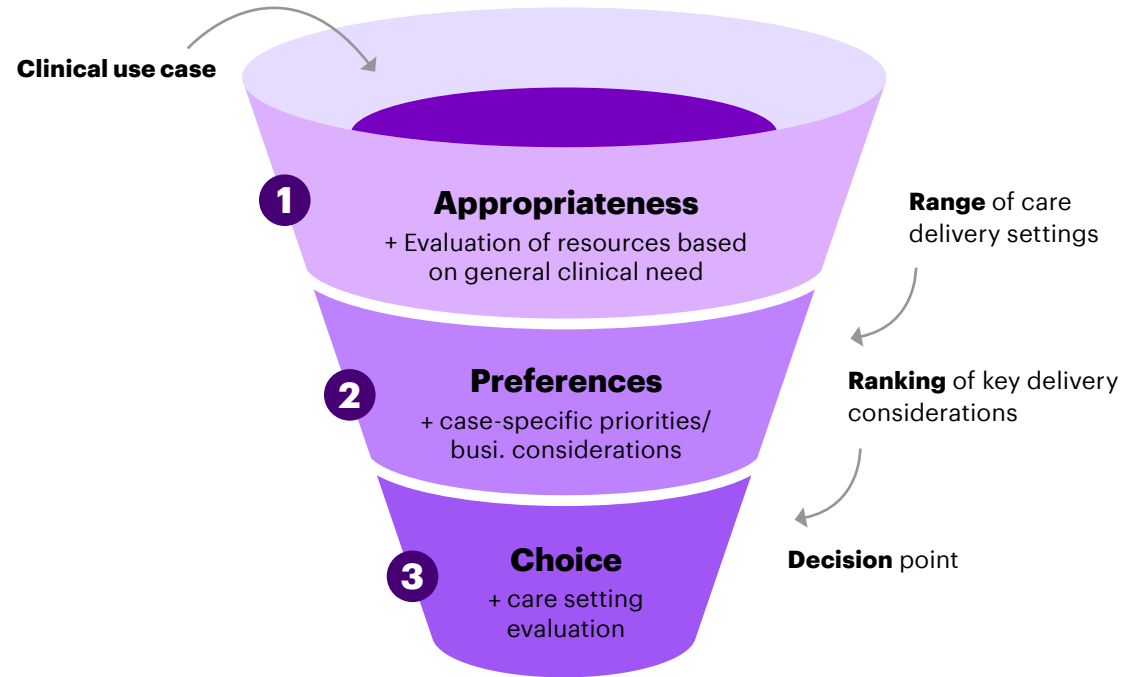 Clinical use case
1
Appropriateness
+ Evaluation of resources based
on general clinical need
Range of care
delivery settings
2
Preferences
+ case-specific priorities/
busi. considerations
Ranking of key delivery
considerations
3
Choice
+ care setting
evaluation
Decision point